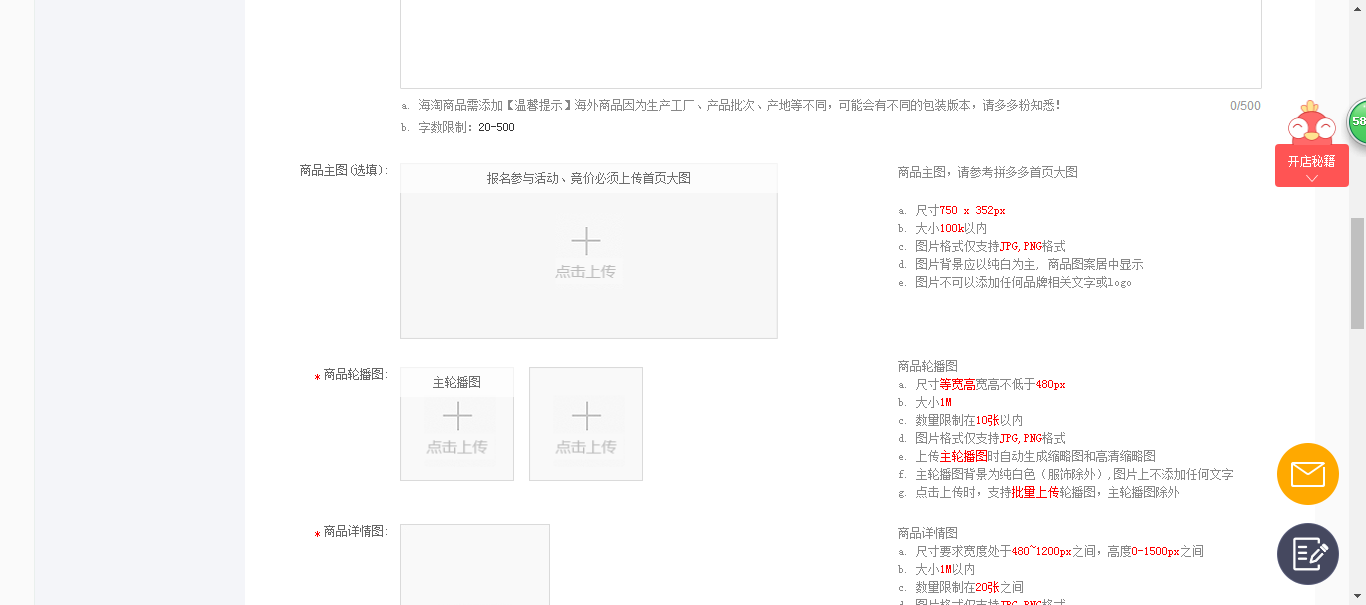 a. 海淘商品需添加【温馨提示】海外商品因为生产工厂、产品批次、产地等不同，可能会有不同的包装版本，请多多粉知悉！
0/500
b. 字数限制：20-500
58
开店秘籍
商品主图(选填)：
报名参与活动、竞价必须上传首页大图
点击上传
商品主图，请参考拼多多首页大图
a. 尺寸750 x 352px
b. 大小100k以内
c. 图片格式仅支持JPG,PNG格式
d. 图片背景应以纯白为主, 商品图案居中显示
e. 图片不可以添加任何品牌相关文字或logo
* 商品轮播图：
主轮播图
点击上传
点击上传
商品轮播图
a. 尺寸等宽高宽高不低于480px
b. 大小1M
c. 数量限制在10张以内
d. 图片格式仅支持JPG,PNG格式
e. 上传主轮播图时自动生成缩略图和高清缩略图
f. 主轮播图背景为纯白色（服饰除外）,图片上不添加任何文字
g. 点击上传时，支持批量上传轮播图，主轮播图除外
* 商品详情图：
商品详情图
a. 尺寸要求宽度处于480~1200px之间，高度0-1500px之间
b. 大小1M以内
c. 数量限制在20张之间
d. 图片格式仅支持JPG,PNG格式